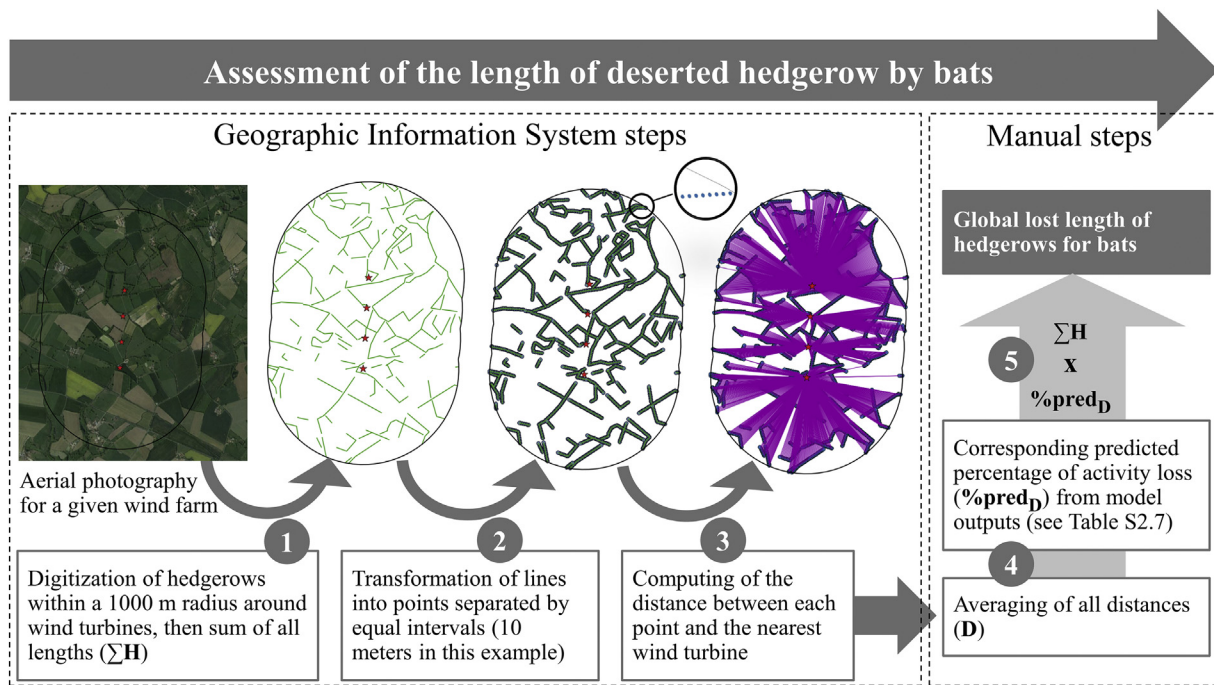 Assessment of the length of deserted hedgerow by bats
Geographic Information System steps
Aerial photography
for a given wind farm
1
Digitization of hedgerows
within a 1000 m radius around
wind turbines, then sum of all
lengths (∑H)
2
Transformation of lines
into points separated by
equal intervals (10
meters in this example)
3
Computing of the
distance between each
point and the nearest
wind turbine
Manual steps
Global lost length of
hedgerows for bats
5
∑H
x
%pred_D
Corresponding predicted
percentage of activity loss
(%pred_D) from model
outputs (see Table S2.7)
4
Averaging of all distances
(D)